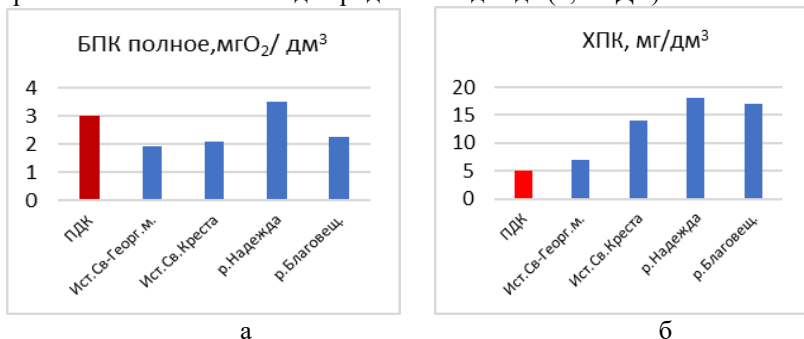 БПК полное,мгO₂/ дм³
4
3
2
1
0
ПДК
Ист.Св-Георг.м.
Ист.Св.Креста
р.Надежда
р.Благовещ.
а
ХПК, мг/дм³
20
15
10
5
0
ПДК
Ист.Св-Георг.м.
Ист.Св.Креста
р.Надежда
р.Благовещ.
б